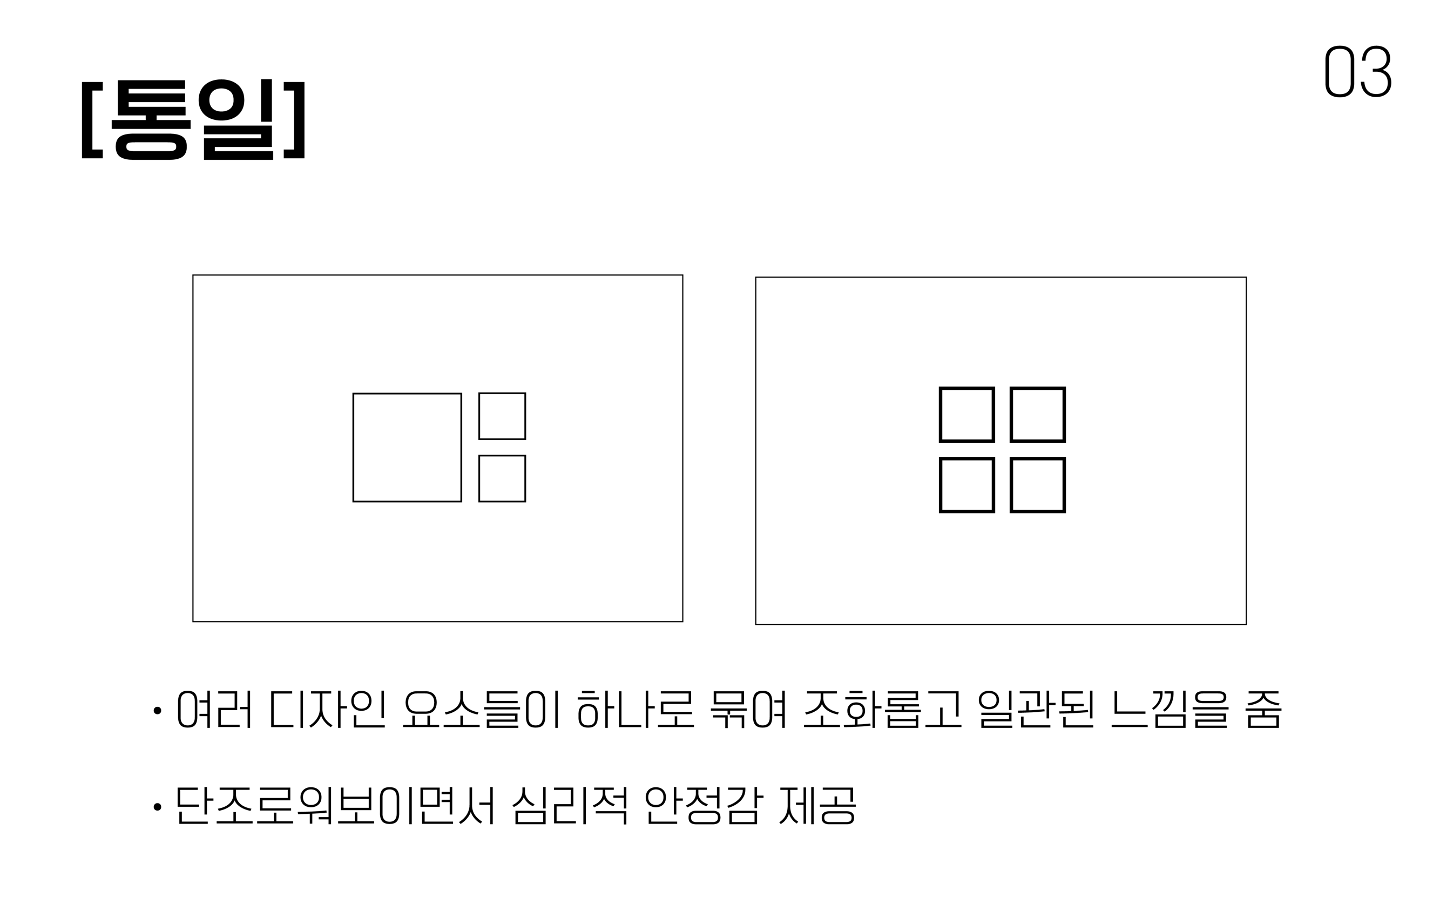 03
[통일]
• 여러 디자인 요소들이 하나로 묶여 조화롭고 일관된 느낌을 줌
• 단조로워보이면서 심리적 안정감 제공